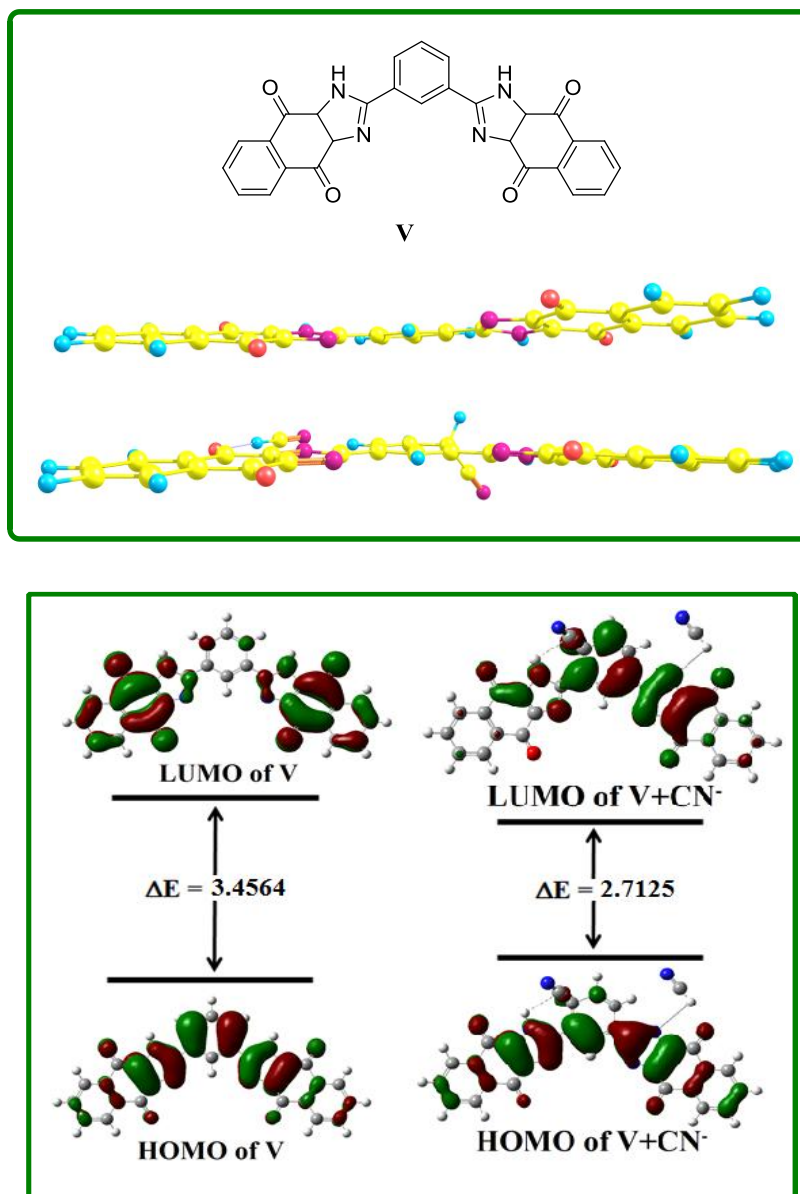 H
N
H
N
O
O
N
N
O
O
V
LUMO of V
LUMO of V+CN-
ΔE = 3.4564
ΔE = 2.7125
HOMO of V
HOMO of V+CN-